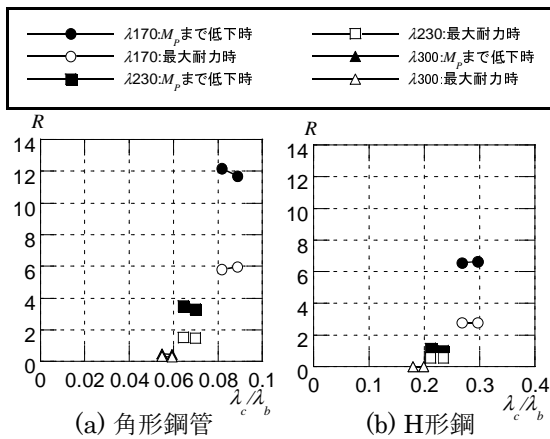 λ170:MPまで低下時
λ170:最大耐力時
λ230:MPまで低下時
λ230:最大耐力時
λ300:MPまで低下時
λ300:最大耐力時
R
14
12
10
8
6
4
2
0
0 0.02 0.04 0.06 0.08 0.1
λc/λb
(a) 角形鋼管
R
14
12
10
8
6
4
2
0
0 0.1 0.2 0.3 0.4
λc/λb
(b) H形鋼